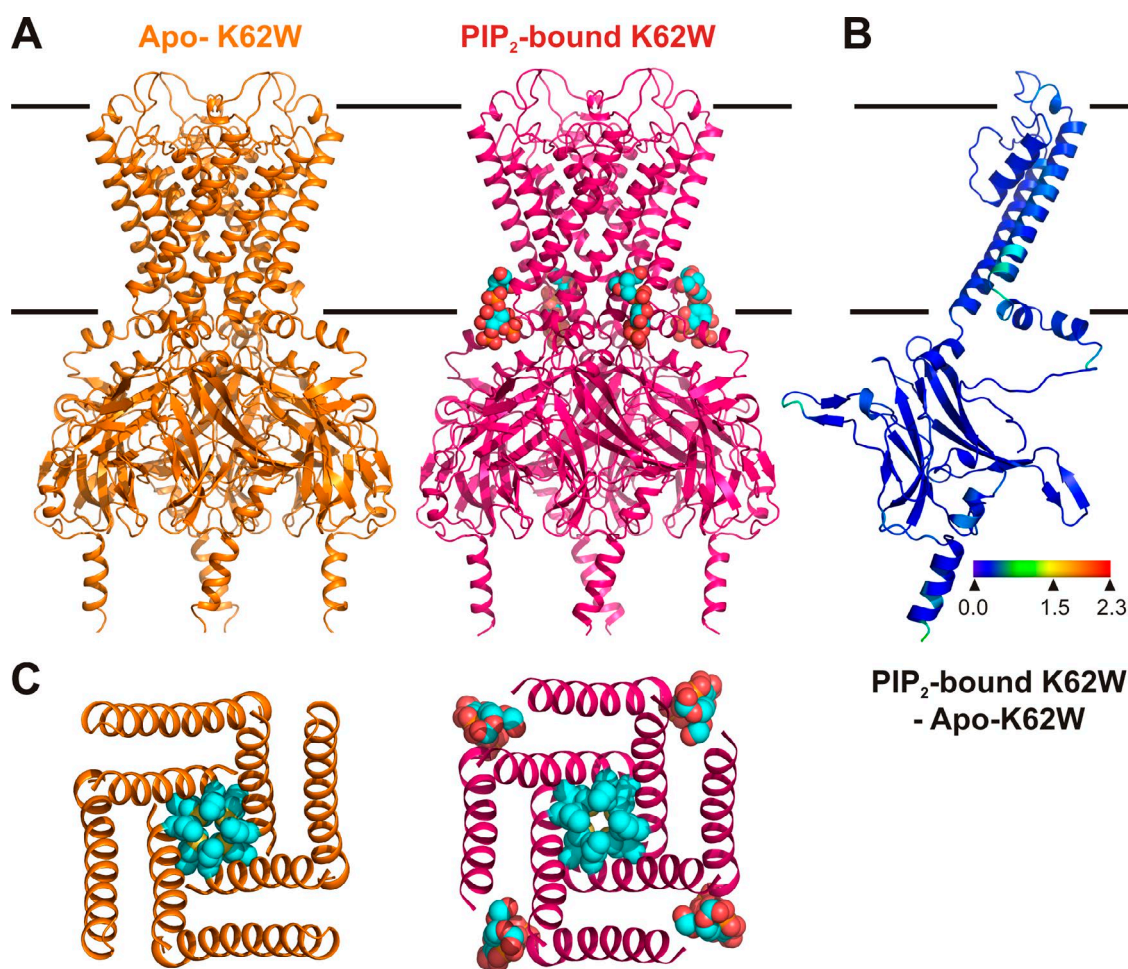 A
Apo- K62W
PIP₂-bound K62W
B
0.0 1.5 2.3
PIP₂-bound K62W
- Apo-K62W
C